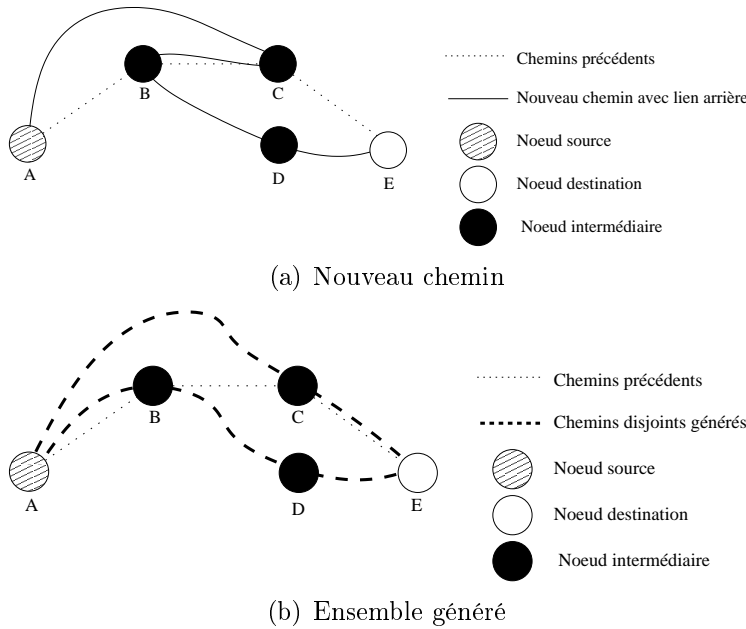 Chemins précédents
B
C
Nouveau chemin avec lien arrière
Noeud source
A
D
E
Noeud destination
Noeud intermédiaire
(a) Nouveau chemin
Chemins précédents
B
C
Chemins disjoints générés
Noeud source
A
D
E
Noeud destination
Noeud intermédiaire
(b) Ensemble généré